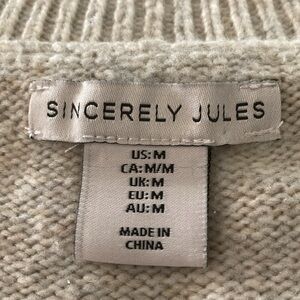 SINCERELY JULES
US: M
CA: M/M
UK: M
EU: M
AU: M
MADE IN
CHINA